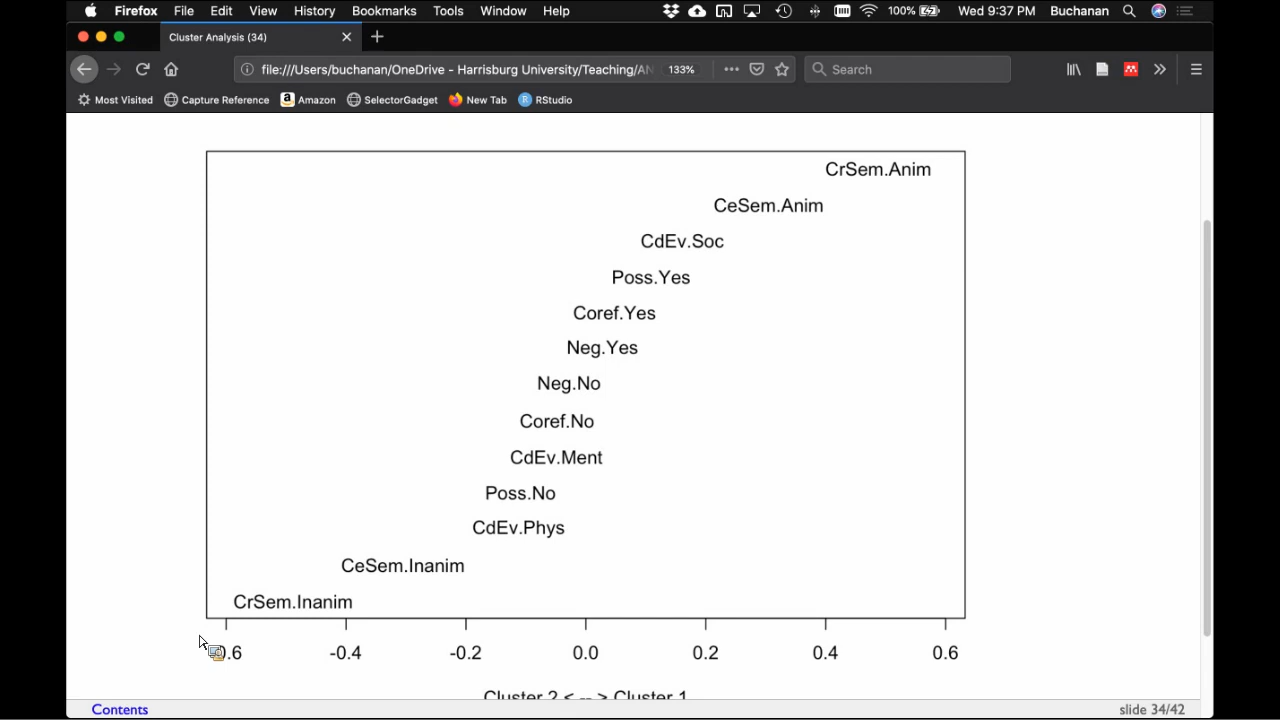 Firefox File Edit View History Bookmarks Tools Window Help 100% Wed 9:37 PM Buchanan
Cluster Analysis (34)
file:///Users/buchanan/OneDrive - Harrisburg University/Teaching/AN 133% Search
Most Visited Capture Reference Amazon SelectorGadget New Tab RStudio
CrSem.Anim
CeSem.Anim
CdEv.Soc
Poss.Yes
Coref.Yes
Neg.Yes
Neg.No
Coref.No
CdEv.Ment
Poss.No
CdEv.Phys
CeSem.Inanim
CrSem.Inanim
-0.4 -0.2 0.0 0.2 0.4 0.6
Cluster 2 < -- > Cluster 1
Contents slide 34/42